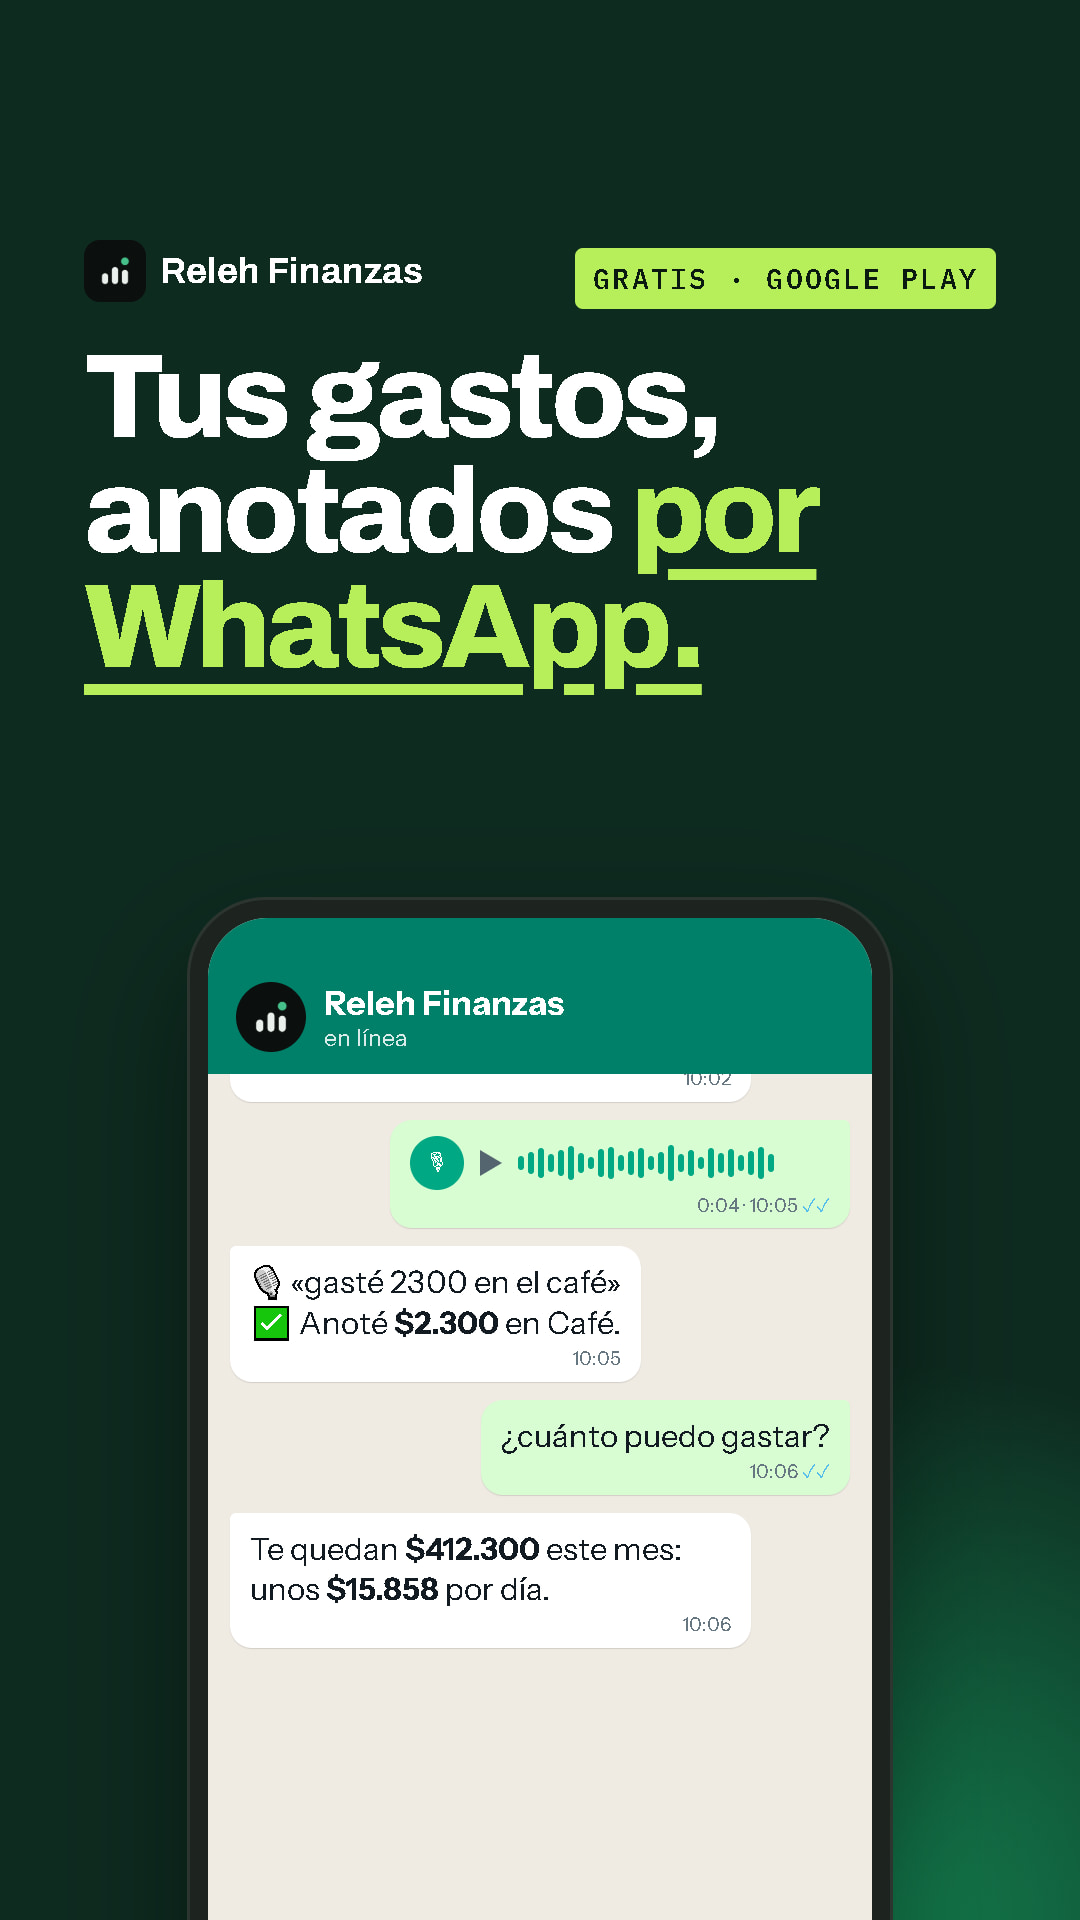 Releh Finanzas
GRATIS · GOOGLE PLAY
Tus gastos,
anotados por
WhatsApp.
Releh Finanzas
en línea
10:02
0:04 · 10:05 ✓✓
🎙 «gasté 2300 en el café»
✅ Anoté $2.300 en Café.
10:05
¿cuánto puedo gastar?
10:06 ✓✓
Te quedan $412.300 este mes:
unos $15.858 por día.
10:06